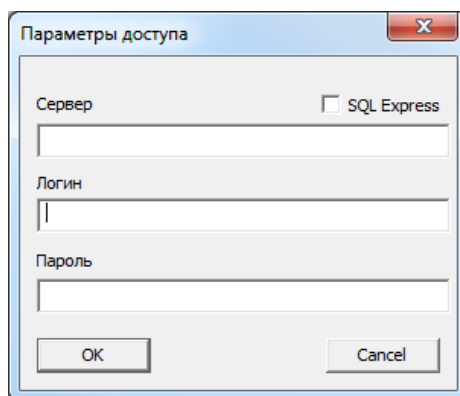 Параметры доступа
Сервер SQL Express
Логин
Пароль
OK Cancel